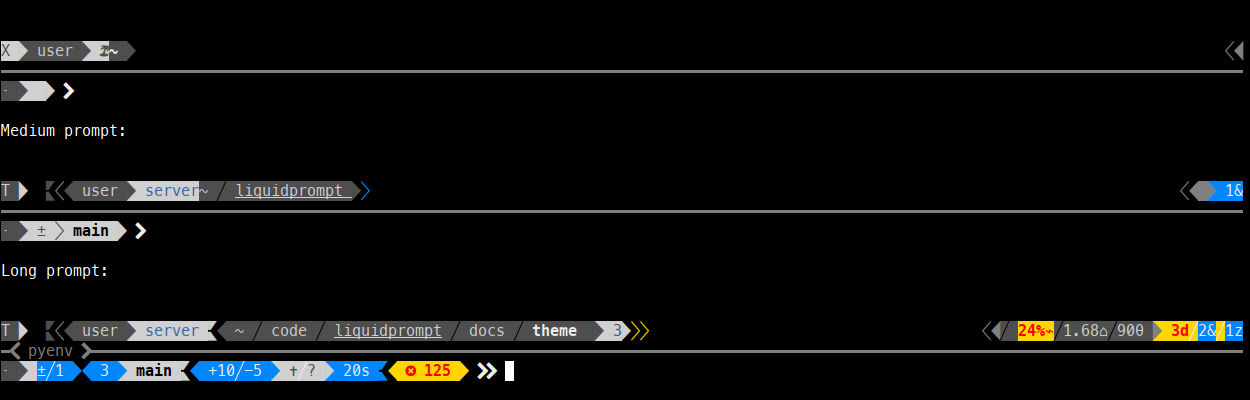 X user ~
- ❯
Medium prompt:
T user server ~ / liquidprompt 1&
- ± main ❯
Long prompt:
T user server ~ / code / liquidprompt / docs / theme 3 24%⌁/1.68⌂/900 3d/2&/1z
pyenv
- ±/1 3 main +10/-5 †/? 20s ⊗ 125 ❯❯